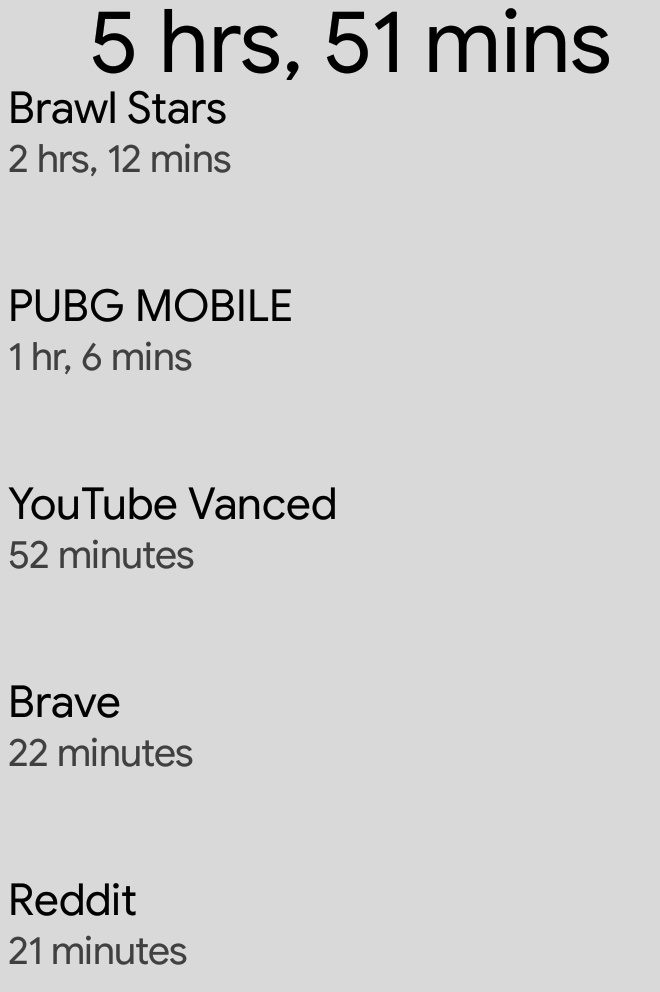 5 hrs, 51 mins
Brawl Stars
2 hrs, 12 mins
PUBG MOBILE
1 hr, 6 mins
YouTube Vanced
52 minutes
Brave
22 minutes
Reddit
21 minutes